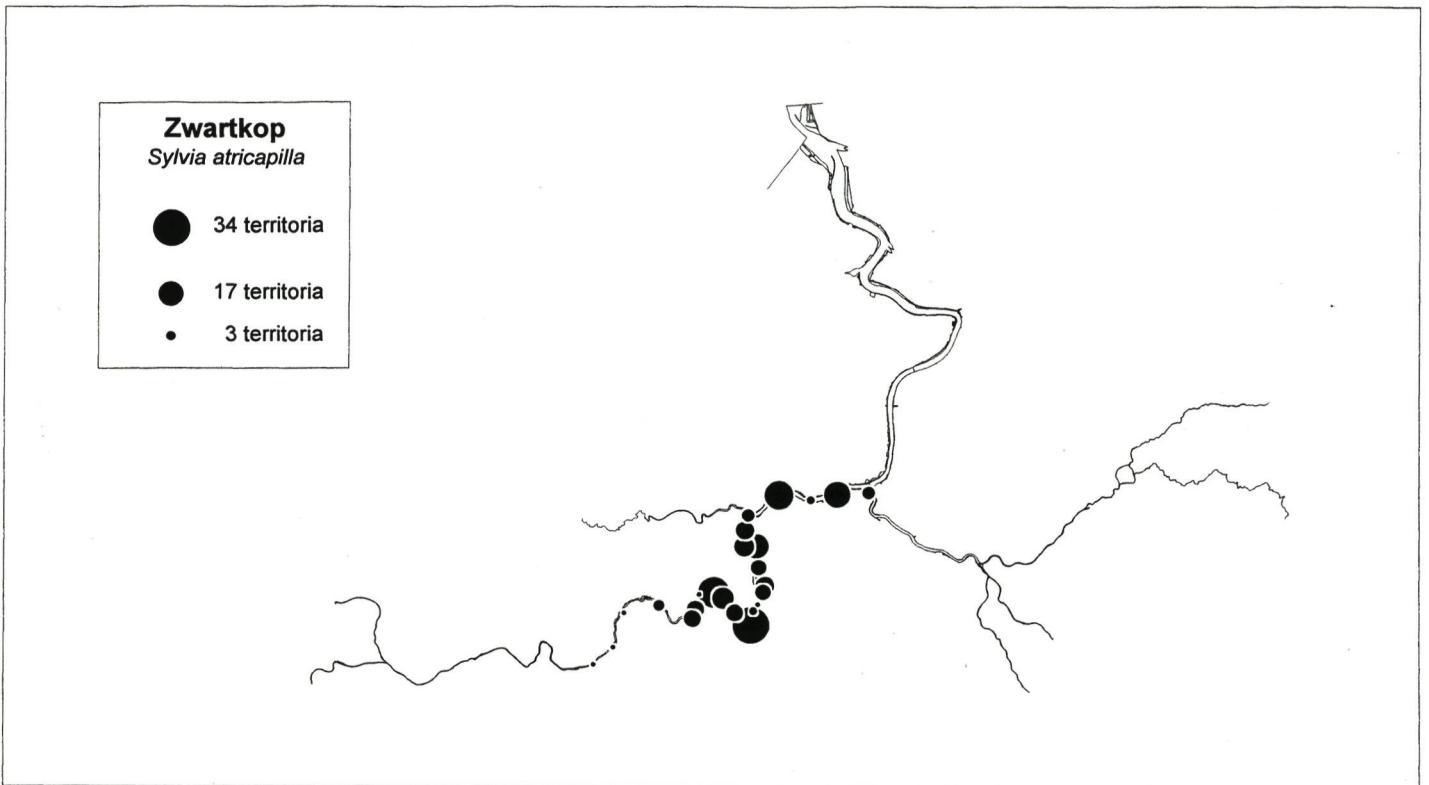 Zwartkop
Sylvia atricapilla
34 territoria
17 territoria
3 territoria